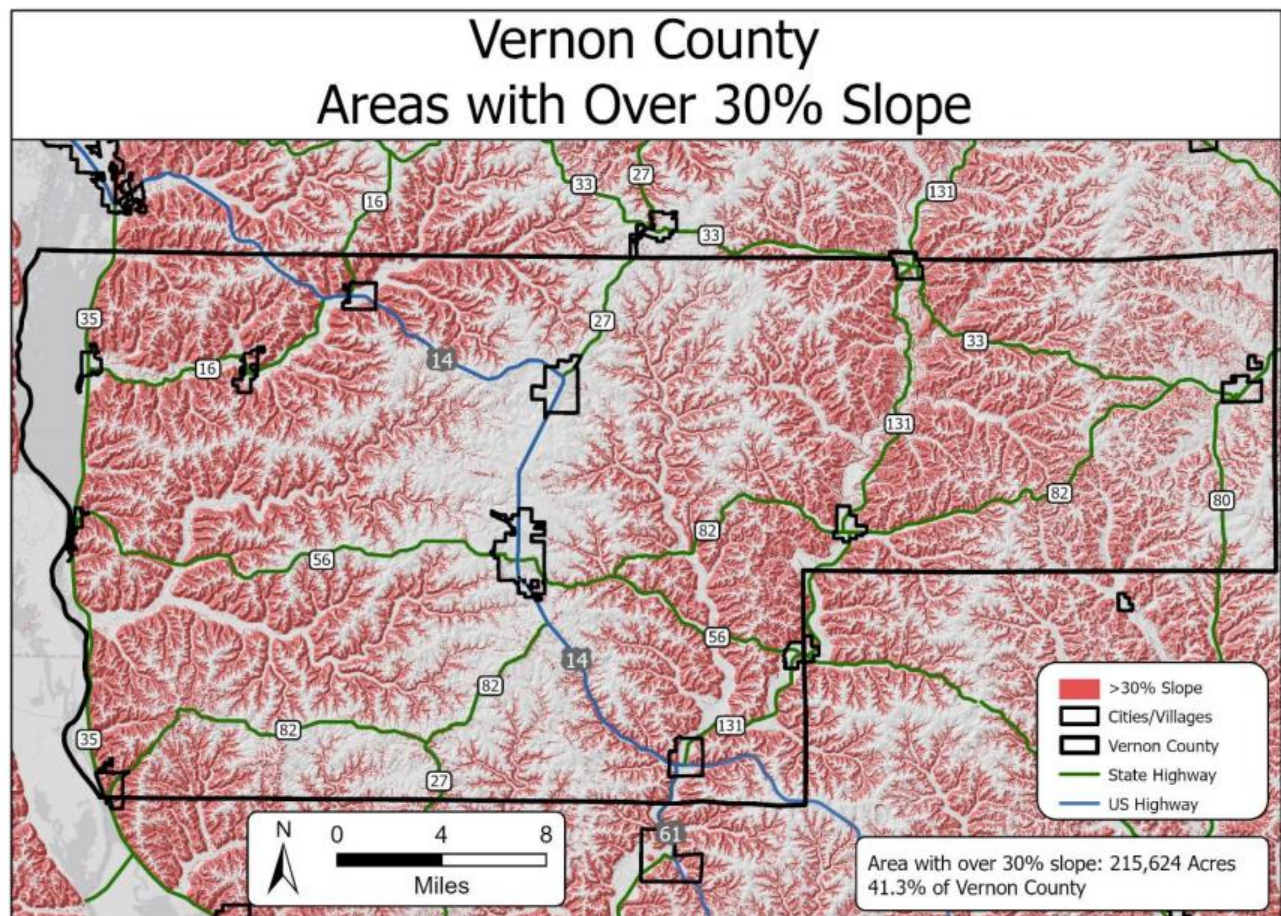 Vernon County
Areas with Over 30% Slope
27
33
131
16
33
35
27
14
33
16
131
82
80
82
56
56
14
82
131
82
35
27
61
>30% Slope
Cities/Villages
Vernon County
State Highway
US Highway
N
0 4 8
Miles
Area with over 30% slope: 215,624 Acres
41.3% of Vernon County